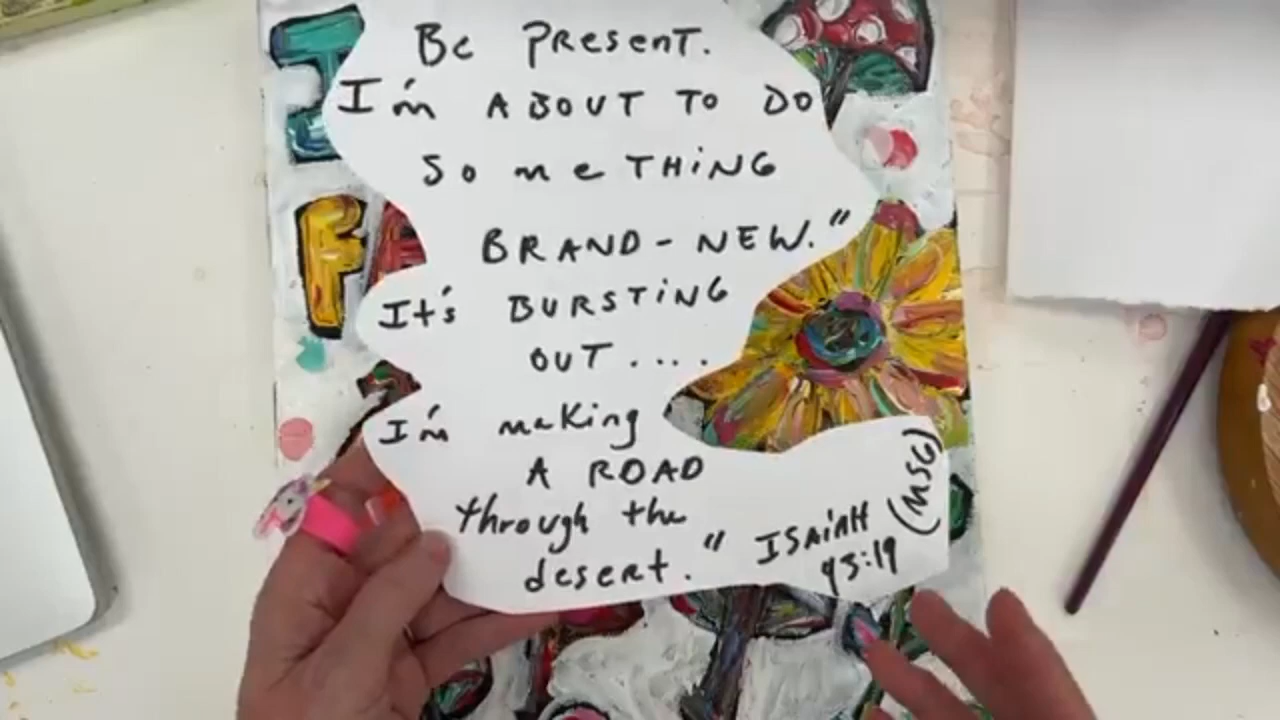 Be Present.
I'm ABOUT TO DO
SomeTHiNG
BRAND-NEW."
It's BURSTiNG
OUT....
I'm making
A ROAD
through the
desert." ISAiAH
43:19
(MSG)